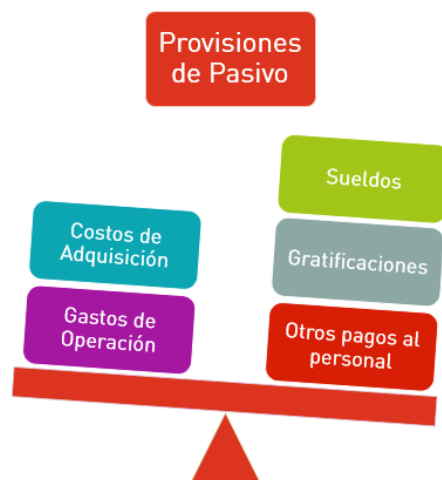 Provisiones
de Pasivo
Costos de
Adquisición
Gastos de
Operación
Sueldos
Gratificaciones
Otros pagos al
personal